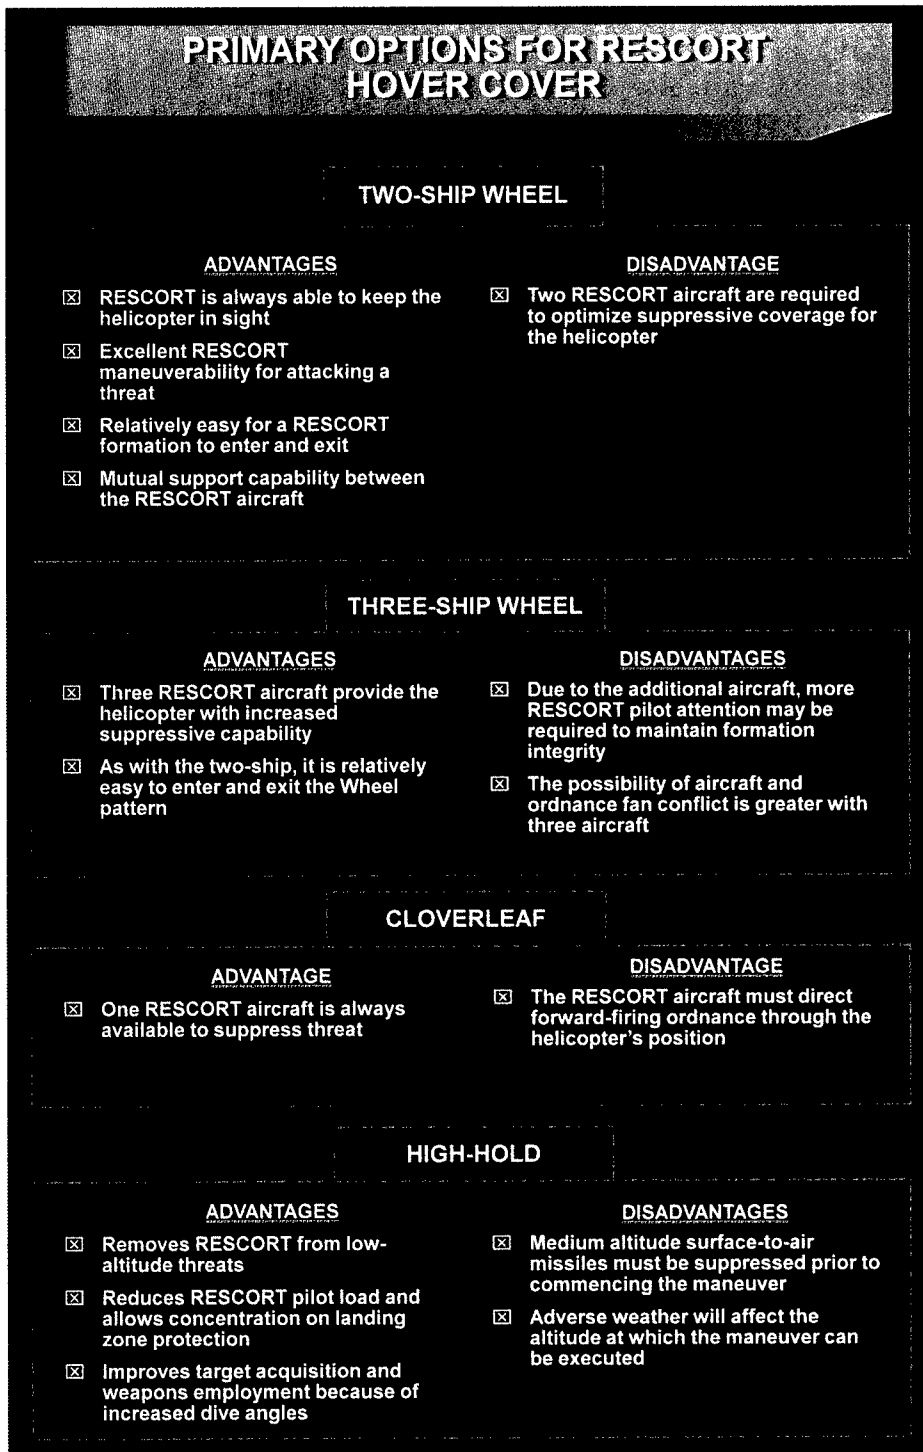 PRIMARY OPTIONS FOR RESCORT
HOVER COVER
TWO-SHIP WHEEL
ADVANTAGES
RESCORT is always able to keep the
helicopter in sight
Excellent RESCORT
maneuverability for attacking a
threat
Relatively easy for a RESCORT
formation to enter and exit
Mutual support capability between
the RESCORT aircraft
DISADVANTAGE
Two RESCORT aircraft are required
to optimize suppressive coverage for
the helicopter
THREE-SHIP WHEEL
ADVANTAGES
Three RESCORT aircraft provide the
helicopter with increased
suppressive capability
As with the two-ship, it is relatively
easy to enter and exit the Wheel
pattern
DISADVANTAGES
Due to the additional aircraft, more
RESCORT pilot attention may be
required to maintain formation
integrity
The possibility of aircraft and
ordnance fan conflict is greater with
three aircraft
CLOVERLEAF
ADVANTAGE
One RESCORT aircraft is always
available to suppress threat
DISADVANTAGE
The RESCORT aircraft must direct
forward-firing ordnance through the
helicopter's position
HIGH-HOLD
ADVANTAGES
Removes RESCORT from low-
altitude threats
Reduces RESCORT pilot load and
allows concentration on landing
zone protection
Improves target acquisition and
weapons employment because of
increased dive angles
DISADVANTAGES
Medium altitude surface-to-air
missiles must be suppressed prior to
commencing the maneuver
Adverse weather will affect the
altitude at which the maneuver can
be executed